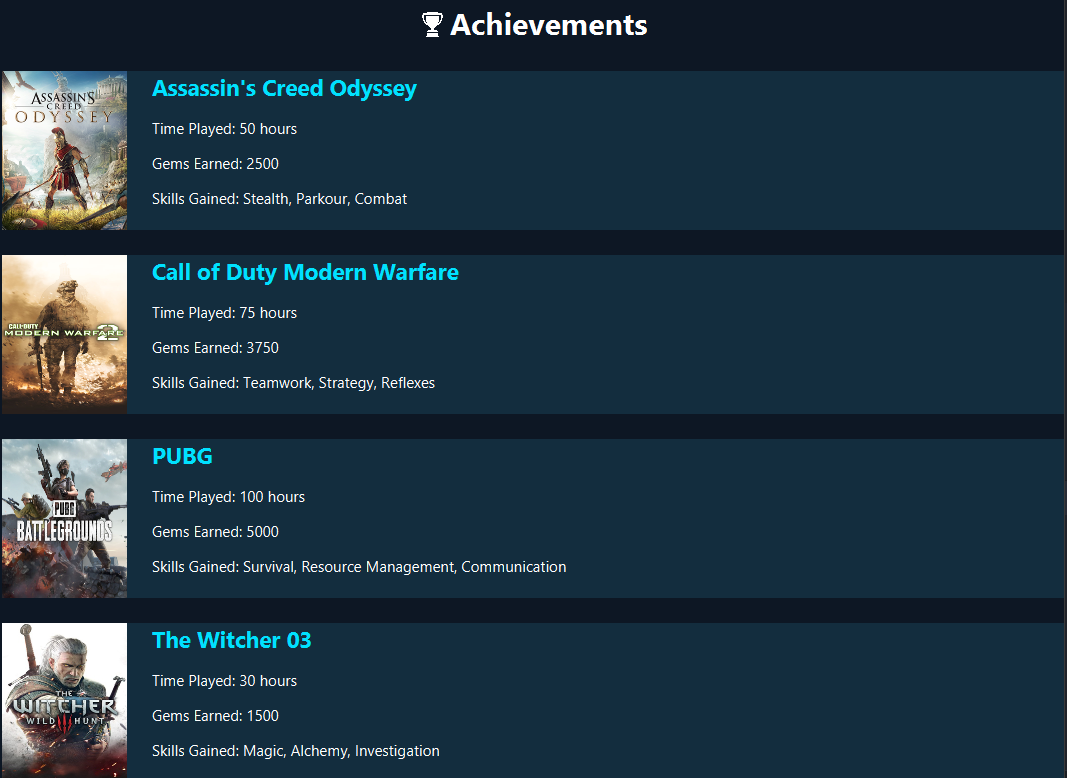 Achievements
ASSASSIN'S
CREED
ODYSSEY
Assassin's Creed Odyssey
Time Played: 50 hours
Gems Earned: 2500
Skills Gained: Stealth, Parkour, Combat
CALL OF DUTY
MODERN WARFARE 2
Call of Duty Modern Warfare
Time Played: 75 hours
Gems Earned: 3750
Skills Gained: Teamwork, Strategy, Reflexes
PUBG
BATTLEGROUNDS
PUBG
Time Played: 100 hours
Gems Earned: 5000
Skills Gained: Survival, Resource Management, Communication
THE
WITCHER
WILD HUNT
The Witcher 03
Time Played: 30 hours
Gems Earned: 1500
Skills Gained: Magic, Alchemy, Investigation